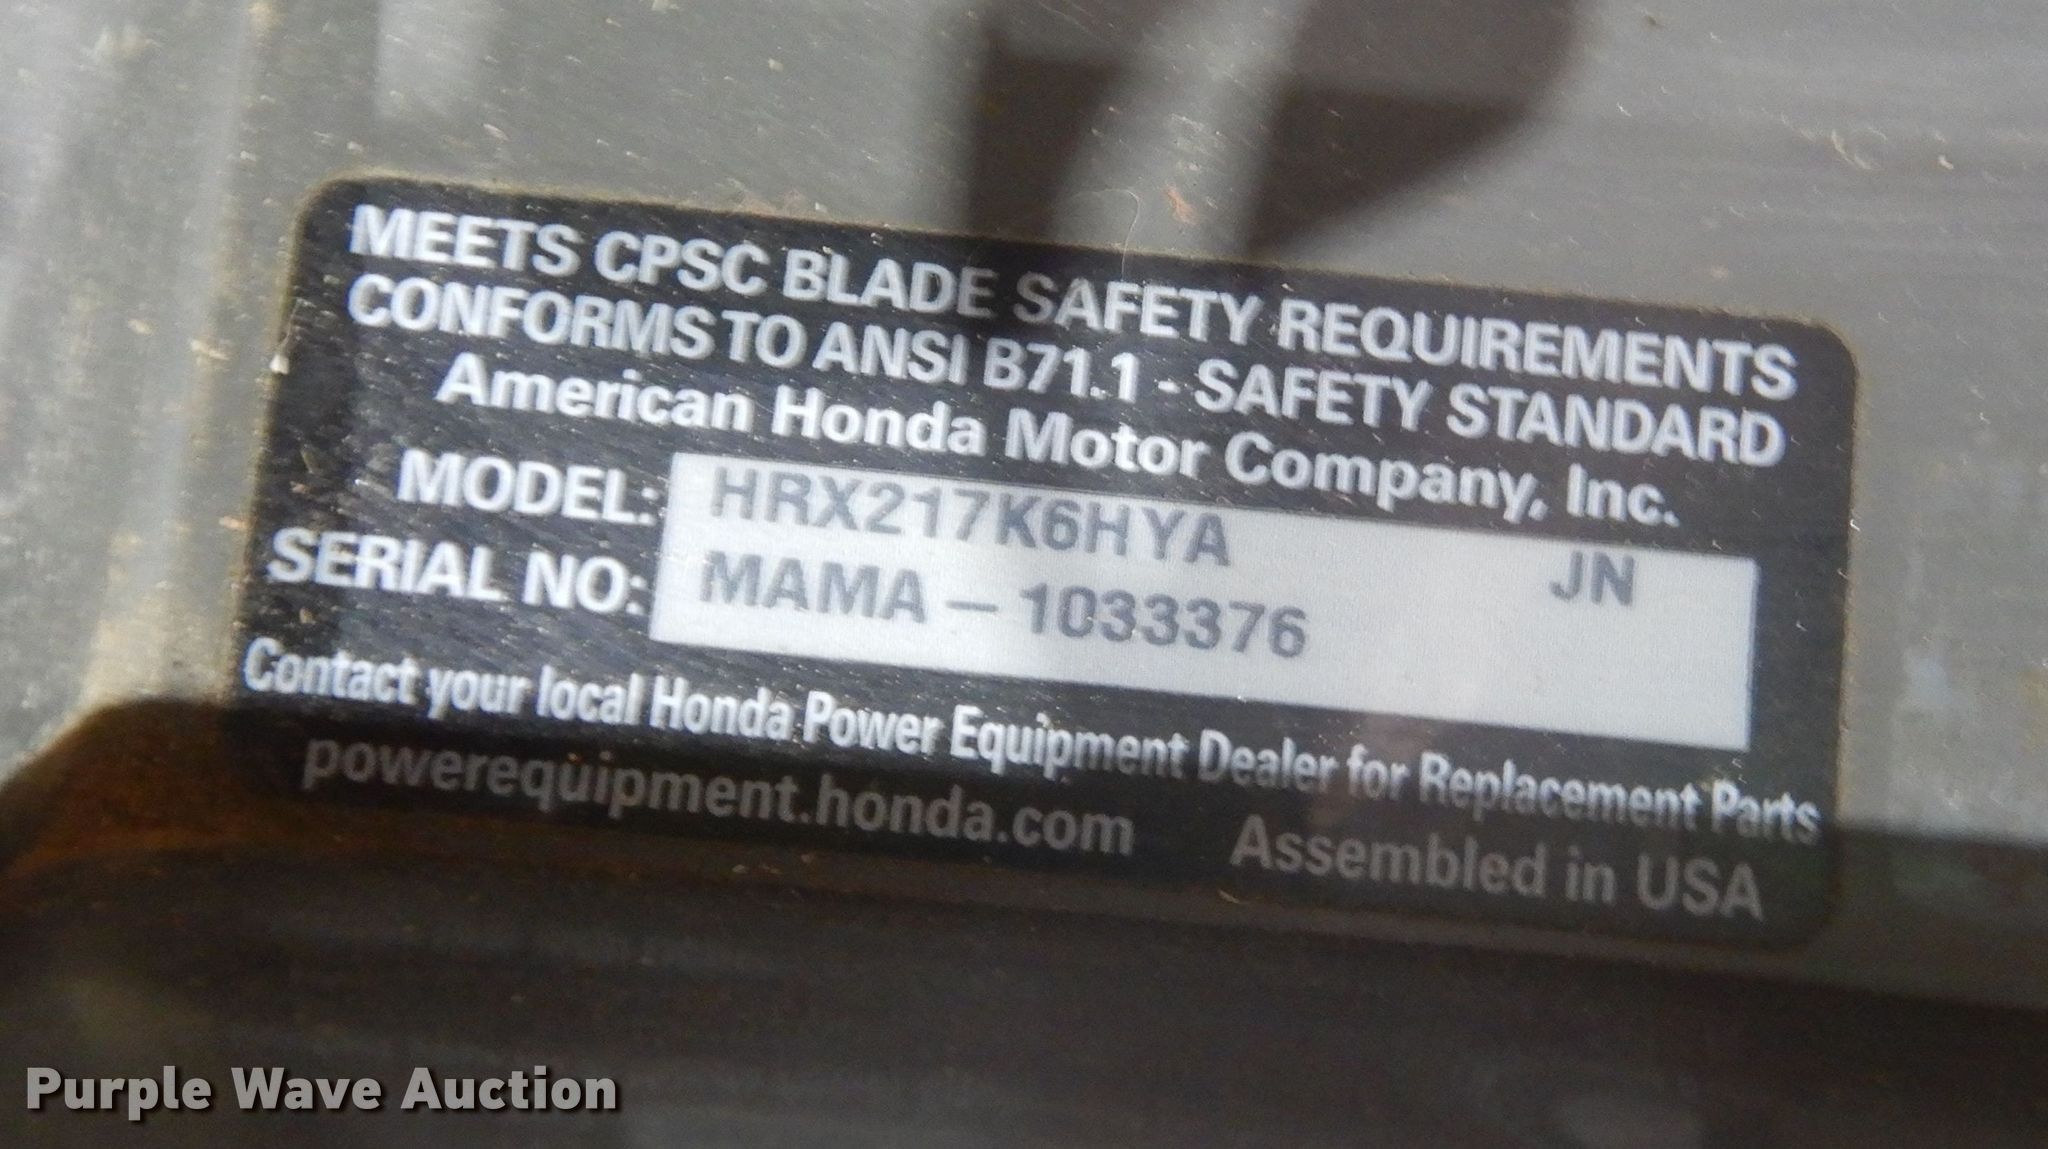 MEETS CPSC BLADE SAFETY REQUIREMENTS
CONFORMS TO ANSI B71.1 - SAFETY STANDARD
American Honda Motor Company, Inc.
MODEL: HRX217K6HYA JN
SERIAL NO: MAMA – 1033376
Contact your local Honda Power Equipment Dealer for Replacement Parts
powerequipment.honda.com Assembled in USA
Purple Wave Auction